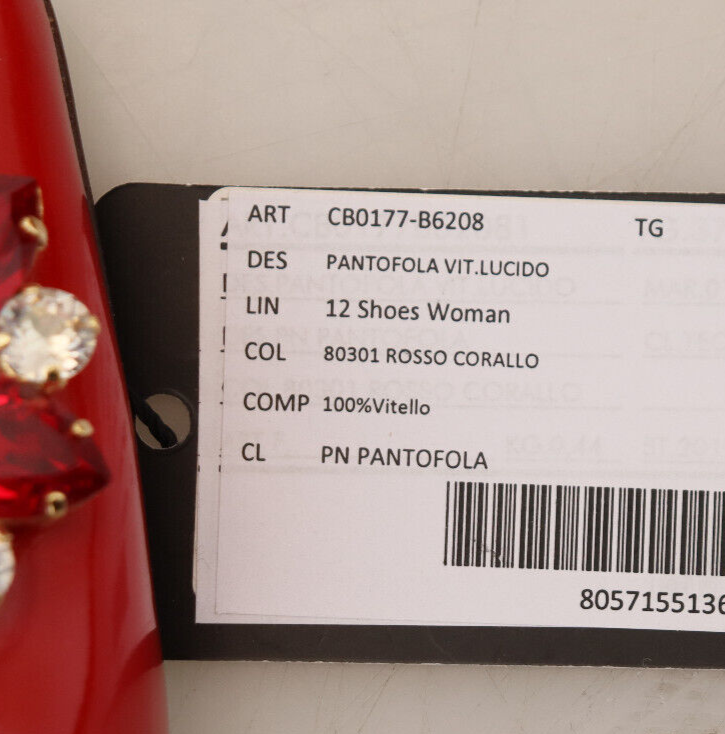 ART CB0177-B6208 TG
DES PANTOFOLA VIT.LUCIDO
LIN 12 Shoes Woman
COL 80301 ROSSO CORALLO
COMP 100%Vitello
CL PN PANTOFOLA
8057155136